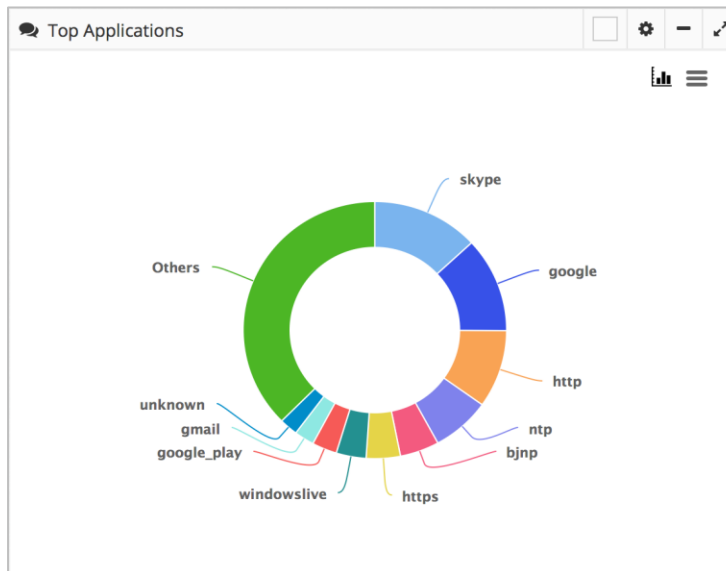 Top Applications
skype
Others
google
http
unknown
gmail
ntp
google_play
bjnp
windowslive
https